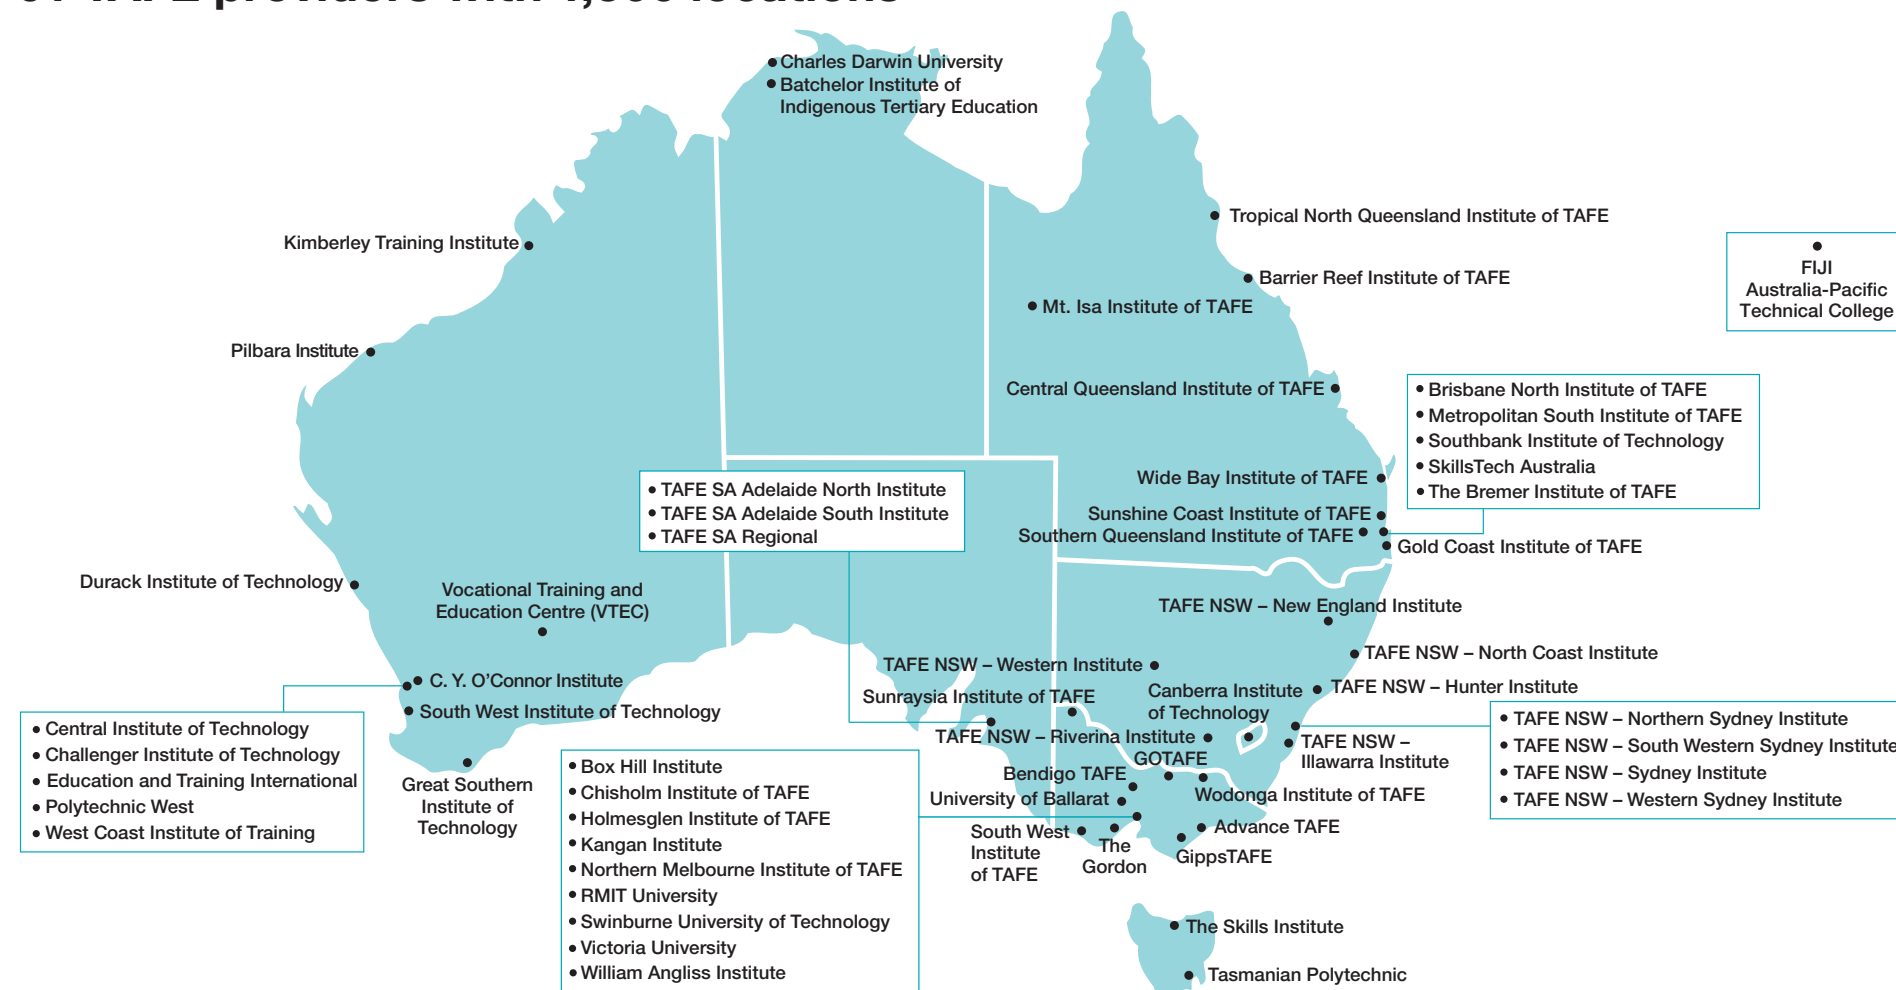 TAFE providers with
locations
Charles Darwin University
Batchelor Institute of
Indigenous Tertiary Education
Kimberley Training Institute
Tropical North Queensland Institute of TAFE
Barrier Reef Institute of TAFE
Mt. Isa Institute of TAFE
FIJI
Australia-Pacific
Technical College
Pilbara Institute
Central Queensland Institute of TAFE
Brisbane North Institute of TAFE
Metropolitan South Institute of TAFE
Southbank Institute of Technology
SkillsTech Australia
The Bremer Institute of TAFE
Wide Bay Institute of TAFE
Sunshine Coast Institute of TAFE
Southern Queensland Institute of TAFE
Gold Coast Institute of TAFE
TAFE SA Adelaide North Institute
TAFE SA Adelaide South Institute
TAFE SA Regional
Durack Institute of Technology
Vocational Training and
Education Centre (VTEC)
TAFE NSW – New England Institute
TAFE NSW – North Coast Institute
TAFE NSW – Western Institute
C. Y. O'Connor Institute
Sunraysia Institute of TAFE
Canberra Institute
of Technology
TAFE NSW – Hunter Institute
South West Institute of Technology
TAFE NSW – Riverina Institute
TAFE NSW –
Illawarra Institute
TAFE NSW – Northern Sydney Institute
TAFE NSW – South Western Sydney Institute
TAFE NSW – Sydney Institute
TAFE NSW – Western Sydney Institute
Central Institute of Technology
Challenger Institute of Technology
Education and Training International
Polytechnic West
West Coast Institute of Training
Great Southern
Institute of
Technology
Box Hill Institute
Chisholm Institute of TAFE
Holmesglen Institute of TAFE
Kangan Institute
Northern Melbourne Institute of TAFE
RMIT University
Swinburne University of Technology
Victoria University
William Angliss Institute
GOTAFE
Bendigo TAFE
University of Ballarat
Wodonga Institute of TAFE
South West
Institute
of TAFE
The
Gordon
Advance TAFE
GippsTAFE
The Skills Institute
Tasmanian Polytechnic